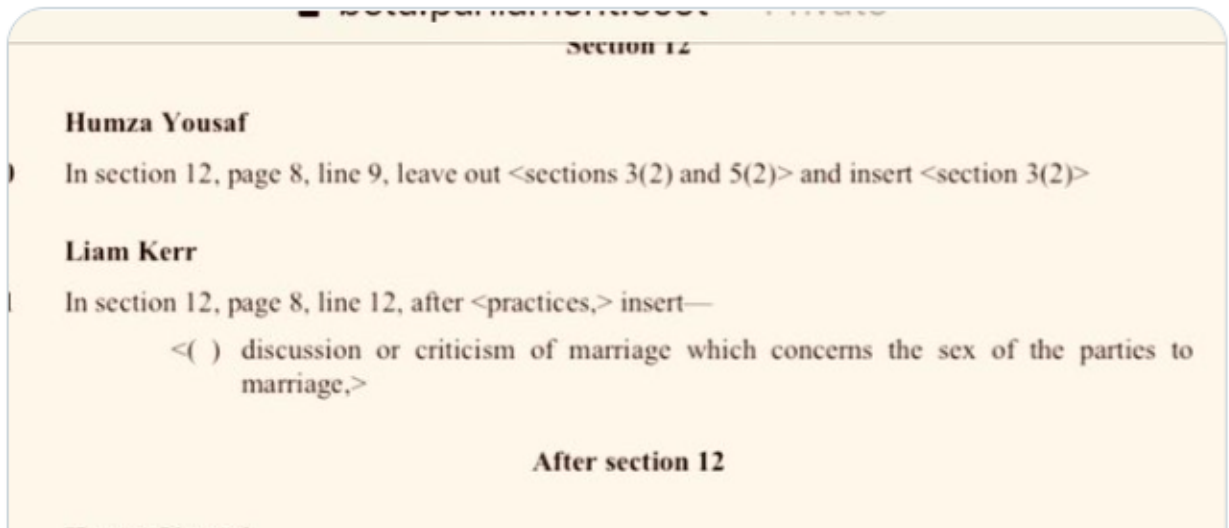 Section 12
Humza Yousaf
In section 12, page 8, line 9, leave out <sections 3(2) and 5(2)> and insert <section 3(2)>
Liam Kerr
In section 12, page 8, line 12, after <practices,> insert—
<( ) discussion or criticism of marriage which concerns the sex of the parties to
marriage,>
After section 12